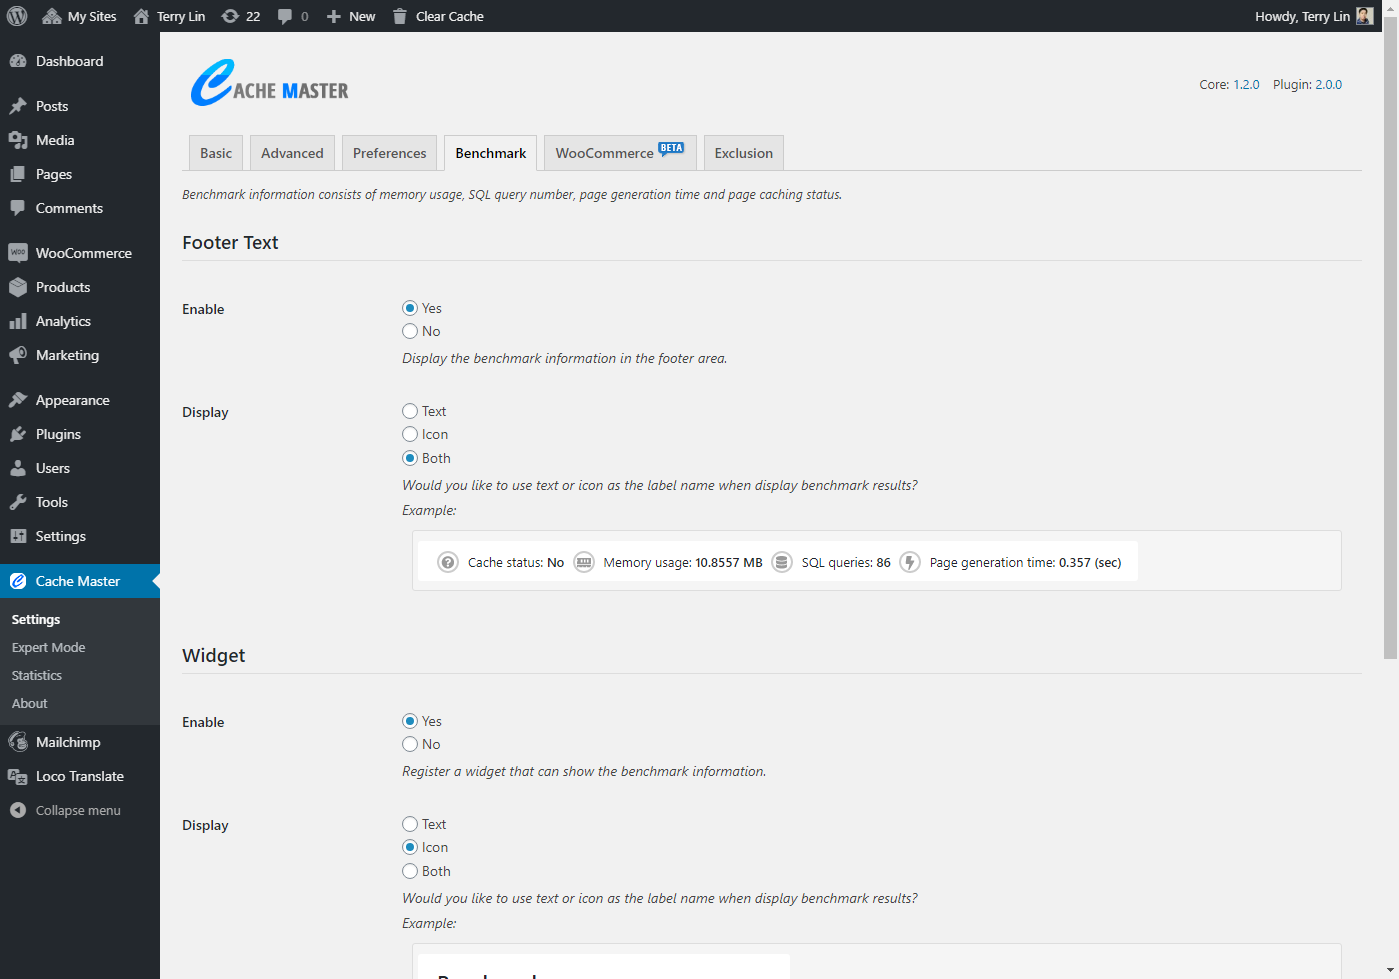 My Sites Terry Lin 22 0 New Clear Cache Howdy, Terry Lin
Dashboard
Posts
Media
Pages
Comments
WOO WooCommerce
Products
Analytics
Marketing
Appearance
Plugins
Users
Tools
Settings
Cache Master
Settings
Expert Mode
Statistics
About
Mailchimp
Loco Translate
Collapse menu
CACHE MASTER
Core: 1.2.0 Plugin: 2.0.0
Basic Advanced Preferences Benchmark WooCommerce BETA Exclusion
Benchmark information consists of memory usage, SQL query number, page generation time and page caching status.
Footer Text
Enable
Yes
No
Display the benchmark information in the footer area.
Display
Text
Icon
Both
Would you like to use text or icon as the label name when display benchmark results?
Example:
Cache status: No Memory usage: 10.8557 MB SQL queries: 86 Page generation time: 0.357 (sec)
Widget
Enable
Yes
No
Register a widget that can show the benchmark information.
Display
Text
Icon
Both
Would you like to use text or icon as the label name when display benchmark results?
Example: